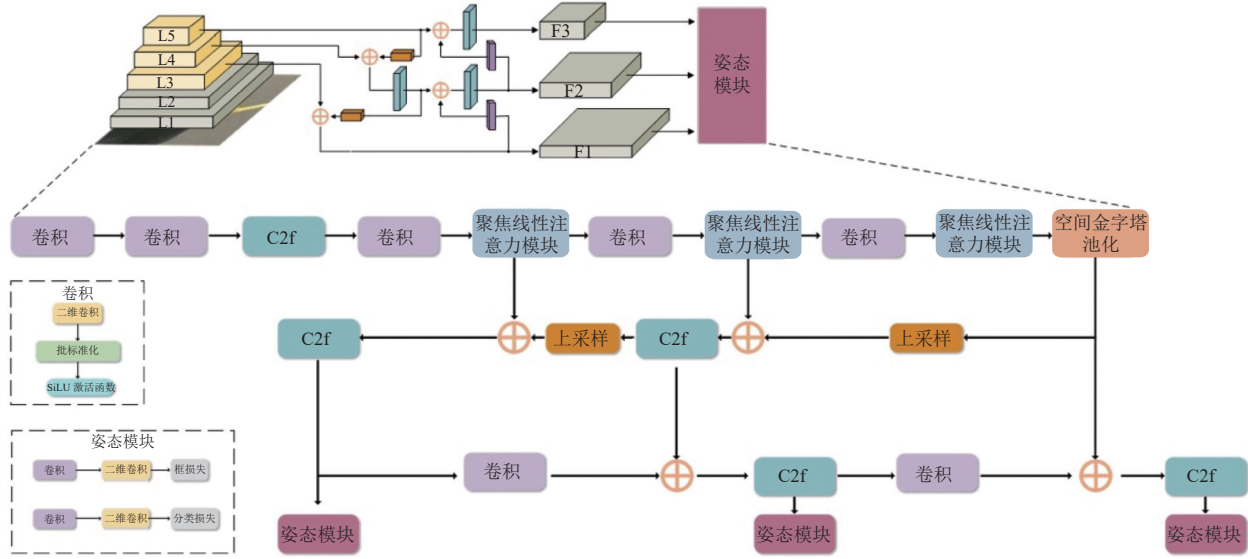 L5
L4
L3
L2
L1
F3
F2
F1
姿态
模块
卷积
卷积
C2f
卷积
聚焦线性注
意力模块
卷积
聚焦线性注
意力模块
卷积
聚焦线性注
意力模块
空间金字塔
池化
卷积
二维卷积
批标准化
SiLU 激活函数
C2f
上采样
C2f
上采样
姿态模块
卷积
二维卷积
框损失
卷积
二维卷积
分类损失
卷积
C2f
卷积
C2f
姿态模块
姿态模块
姿态模块